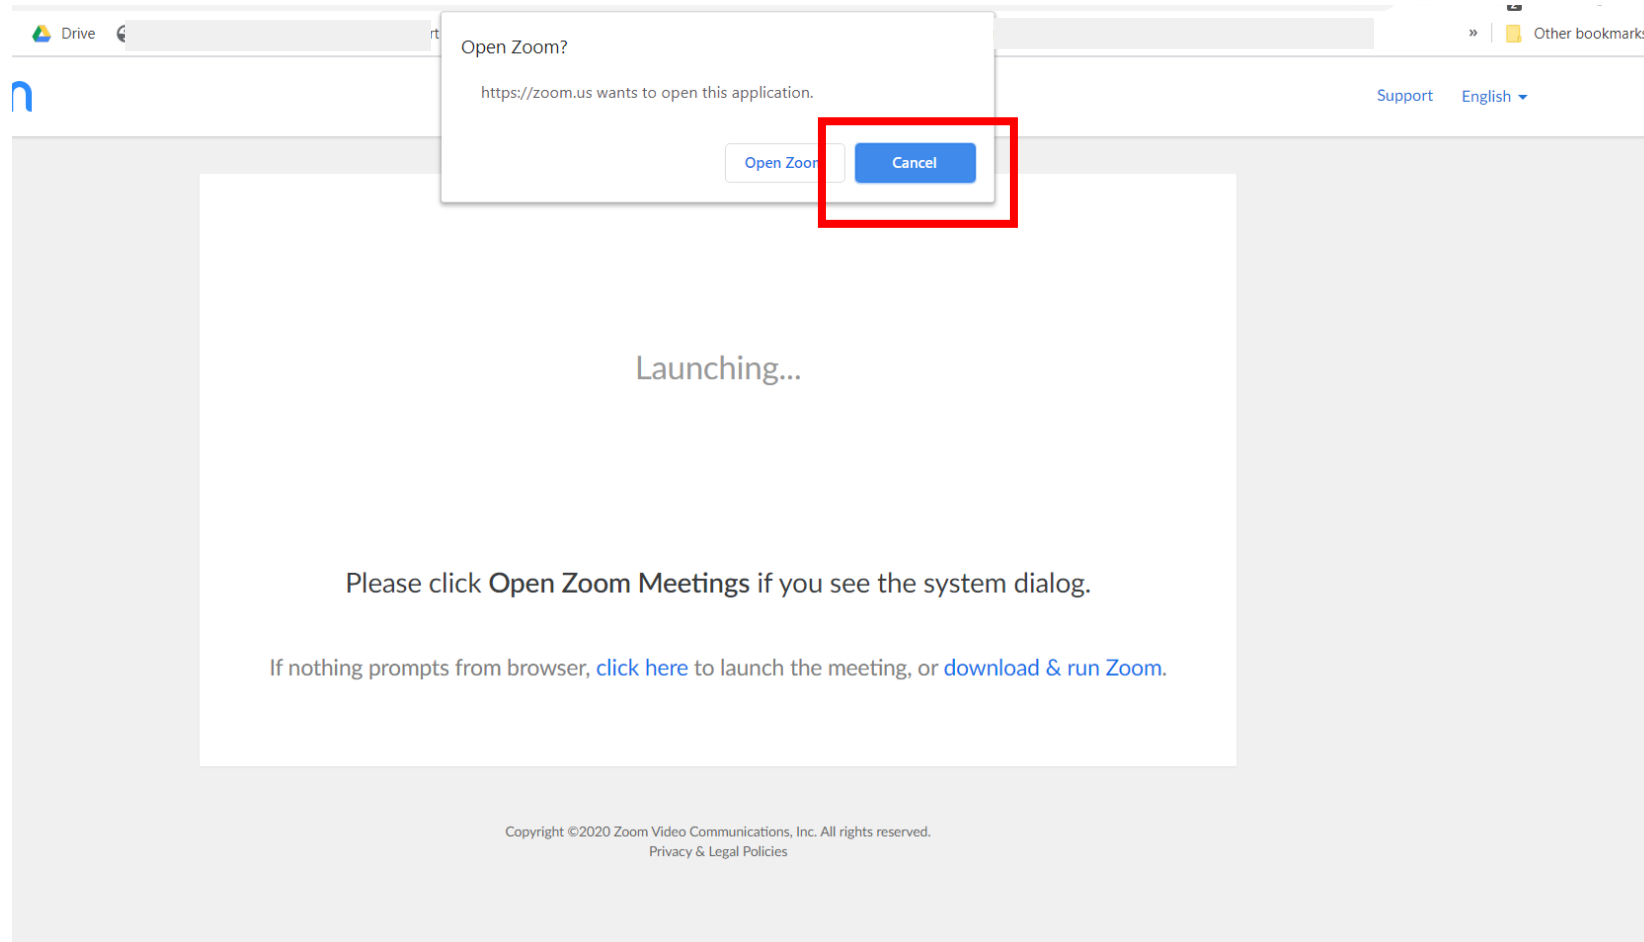 Drive
rt
»
Other bookmarks
Open Zoom?
https://zoom.us wants to open this application.
Open Zoom
Cancel
Support
English
Launching...
Please click Open Zoom Meetings if you see the system dialog.
If nothing prompts from browser, click here to launch the meeting, or download & run Zoom.
Copyright ©2020 Zoom Video Communications, Inc. All rights reserved.
Privacy & Legal Policies